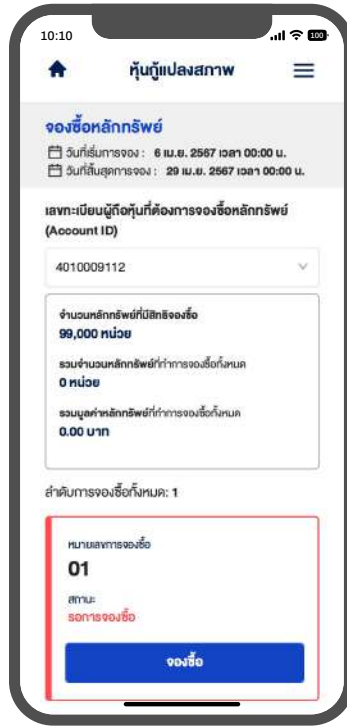 10:10
100
หุ้นกู้แปลงสภาพ
จองซื้อหลักทรัพย์
วันที่เริ่มการจอง : 6 เม.ย. 2567 เวลา 00:00 น.
วันที่สิ้นสุดการจอง : 29 เม.ย. 2567 เวลา 00:00 น.
เลขทะเบียนผู้ถือหุ้นที่ต้องการจองซื้อหลักทรัพย์
(Account ID)
4010009112
จำนวนหลักทรัพย์ที่มีสิทธิจองซื้อ
99,000 หน่วย
รวมจำนวนหลักทรัพย์ที่ทำการจองซื้อทั้งหมด
0 หน่วย
รวมมูลค่าหลักทรัพย์ที่ทำการจองซื้อทั้งหมด
0.00 บาท
ลำดับการจองซื้อทั้งหมด: 1
หมายเลขการจองซื้อ
01
สถานะ
รอการจองซื้อ
จองซื้อ